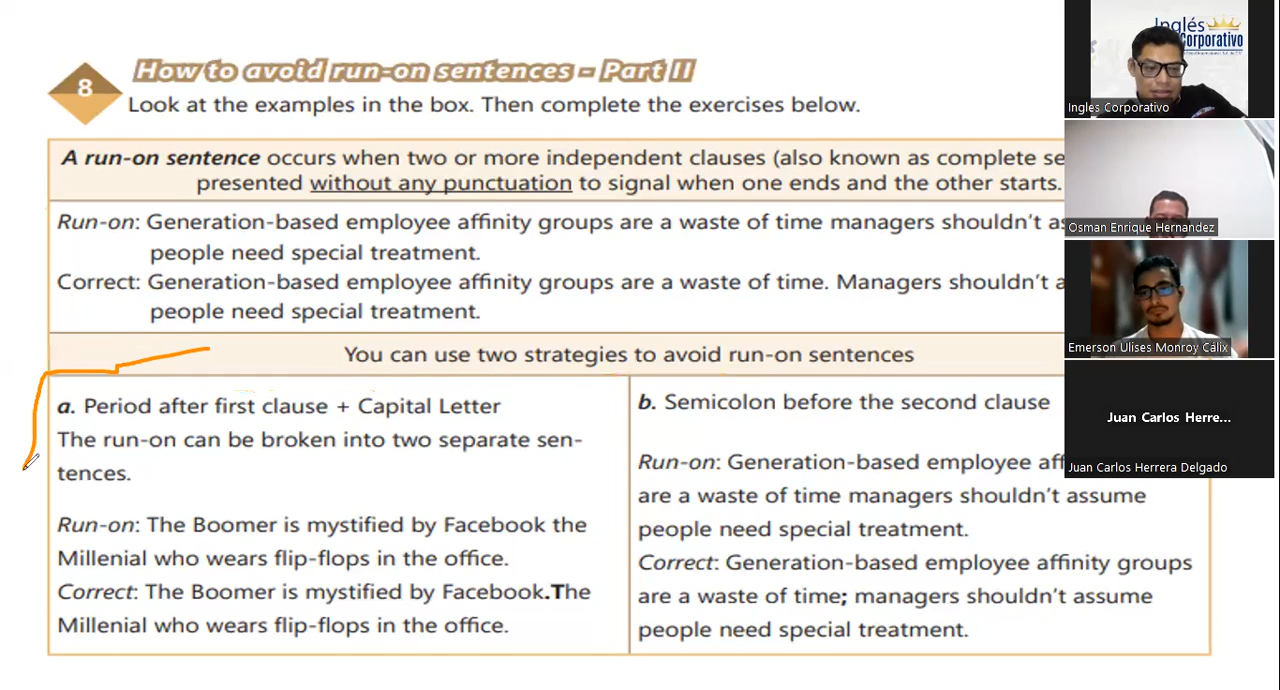 How to avoid run-on sentences - Part II
8
Look at the examples in the box. Then complete the exercises below.
A run-on sentence occurs when two or more independent clauses (also known as complete se
presented without any punctuation to signal when one ends and the other starts.
Run-on: Generation-based employee affinity groups are a waste of time managers shouldn't as
people need special treatment.
Correct: Generation-based employee affinity groups are a waste of time. Managers shouldn't a
people need special treatment.
You can use two strategies to avoid run-on sentences
a. Period after first clause + Capital Letter
The run-on can be broken into two separate sen-
tences.
Run-on: The Boomer is mystified by Facebook the
Millenial who wears flip-flops in the office.
Correct: The Boomer is mystified by Facebook.The
Millenial who wears flip-flops in the office.
b. Semicolon before the second clause
Run-on: Generation-based employee aff
are a waste of time managers shouldn't assume
people need special treatment.
Correct: Generation-based employee affinity groups
are a waste of time; managers shouldn't assume
people need special treatment.
Inglés
Corporativo
Ingles Corporativo
Osman Enrique Hernandez
Emerson Ulises Monroy Cálix
Juan Carlos Herre...
Juan Carlos Herrera Delgado